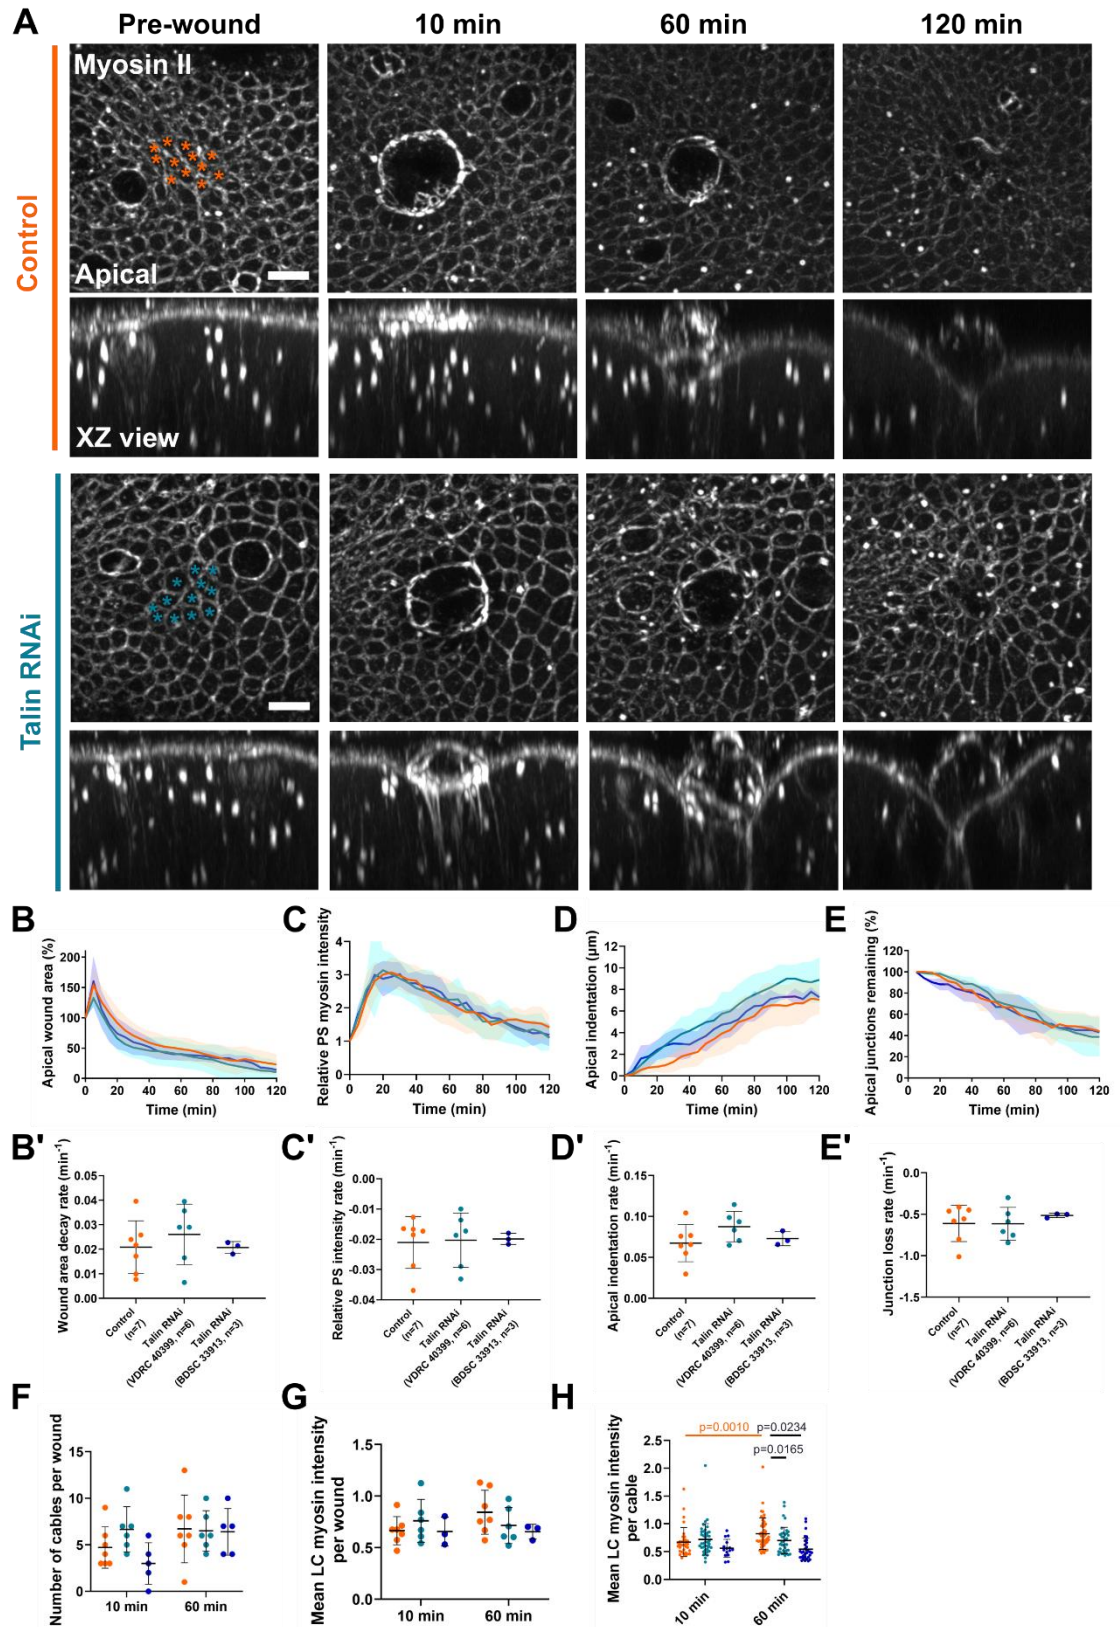 A
Pre-wound
10 min
60 min
120 min
Control
Myosin II
Apical
XZ view
Talin RNAi
B
Apical wound area (%)
200
150
100
50
0
0 20 40 60 80 100 120
Time (min)
C
Relative PS myosin intensity
4
3
2
1
0
0 20 40 60 80 100 120
Time (min)
D
Apical indentation (µm)
12
10
8
6
4
2
0
0 20 40 60 80 100 120
Time (min)
E
Apical junctions remaining (%)
120
100
80
60
40
20
0
0 20 40 60 80 100 120
Time (min)
B'
Wound area decay rate (min⁻¹)
0.05
0.04
0.03
0.02
0.01
0.00
Control
(n=7)
Talin RNAi
(VDRC 40399, n=6)
Talin RNAi
(BDSC 33913, n=3)
C'
Relative PS intensity rate (min⁻¹)
0.00
-0.01
-0.02
-0.03
-0.04
Control
(n=7)
Talin RNAi
(VDRC 40399, n=6)
Talin RNAi
(BDSC 33913, n=3)
D'
Apical indentation rate (min⁻¹)
0.15
0.10
0.05
0.00
Control
(n=7)
Talin RNAi
(VDRC 40399, n=6)
Talin RNAi
(BDSC 33913, n=3)
E'
Junction loss rate (min⁻¹)
0.0
-0.5
-1.0
-1.5
Control
(n=7)
Talin RNAi
(VDRC 40399, n=6)
Talin RNAi
(BDSC 33913, n=3)
F
Number of cables per wound
15
10
5
0
10 min
60 min
G
Mean LC myosin intensity
per wound
1.5
1.0
0.5
0.0
10 min
60 min
H
Mean LC myosin intensity
per cable
2.5
2.0
1.5
1.0
0.5
0.0
p=0.0010
p=0.0234
p=0.0165
10 min
60 min